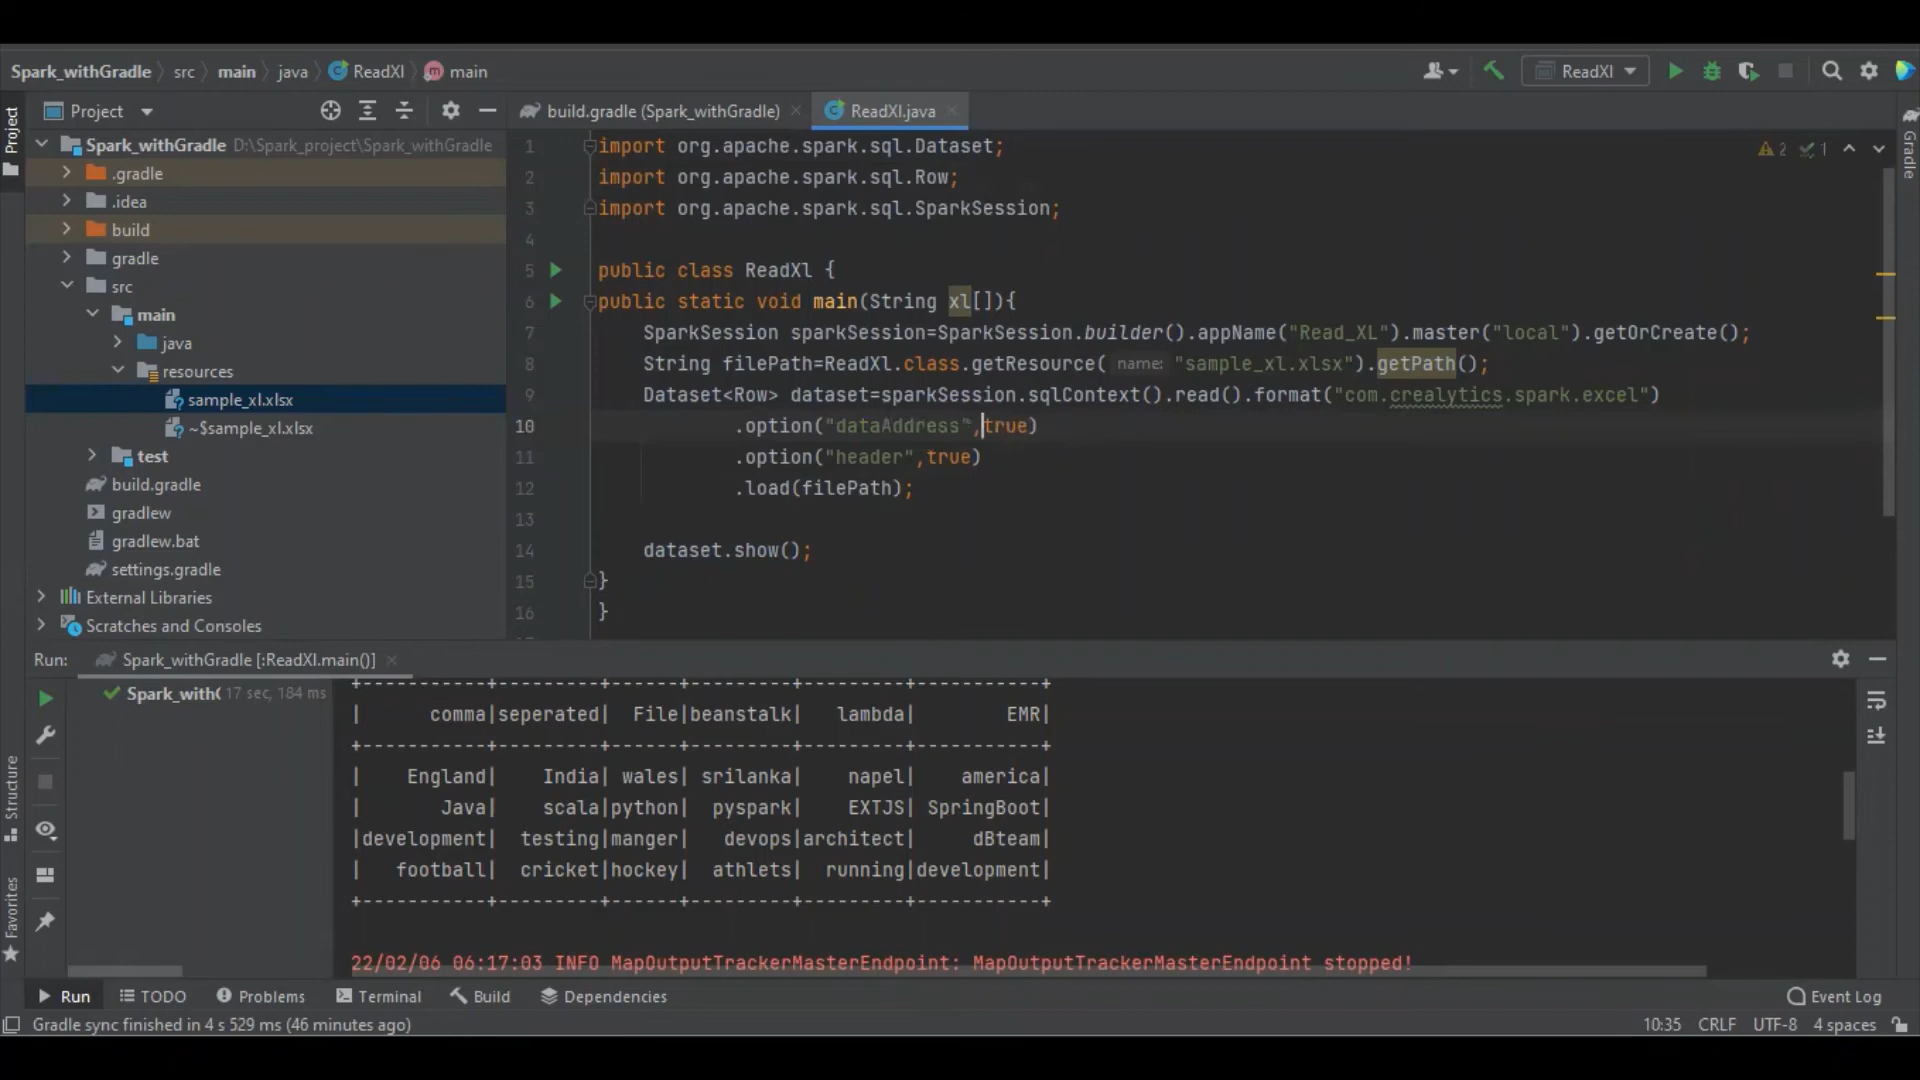 Spark_withGradle src main java ReadXl main
ReadXl
Project
Project
build.gradle (Spark_withGradle)
ReadXl.java
Gradle
Spark_withGradle D:\Spark_project\Spark_withGradle
.gradle
.idea
build
gradle
src
main
java
resources
sample_xl.xlsx
~$sample_xl.xlsx
test
build.gradle
gradlew
gradlew.bat
settings.gradle
External Libraries
Scratches and Consoles
2 1
1 import org.apache.spark.sql.Dataset;
2 import org.apache.spark.sql.Row;
3 import org.apache.spark.sql.SparkSession;
4
5 public class ReadXl {
6 public static void main(String xl[]){
7 SparkSession sparkSession=SparkSession.builder().appName("Read_XL").master("local").getOrCreate();
8 String filePath=ReadXl.class.getResource( name: "sample_xl.xlsx").getPath();
9 Dataset<Row> dataset=sparkSession.sqlContext().read().format("com.crealytics.spark.excel")
10 .option("dataAddress",true)
11 .option("header",true)
12 .load(filePath);
13
14 dataset.show();
15 }
16 }
Run: Spark_withGradle [:ReadXl.main()]
Spark_with( 17 sec, 184 ms
+-----------+---------+------+---------+---------+-----------+
|      comma|seperated|  File|beanstalk|   lambda|        EMR|
+-----------+---------+------+---------+---------+-----------+
|    England|    India| wales| srilanka|    napel|    america|
|       Java|    scala|python|  pyspark|    EXTJS| SpringBoot|
|development|  testing|manger|   devops|architect|     dBteam|
|   football|  cricket|hockey|  athlets|  running|development|
+-----------+---------+------+---------+---------+-----------+
22/02/06 06:17:03 INFO MapOutputTrackerMasterEndpoint: MapOutputTrackerMasterEndpoint stopped!
Structure
Favorites
Run TODO Problems Terminal Build Dependencies Event Log
Gradle sync finished in 4 s 529 ms (46 minutes ago) 10:35 CRLF UTF-8 4 spaces